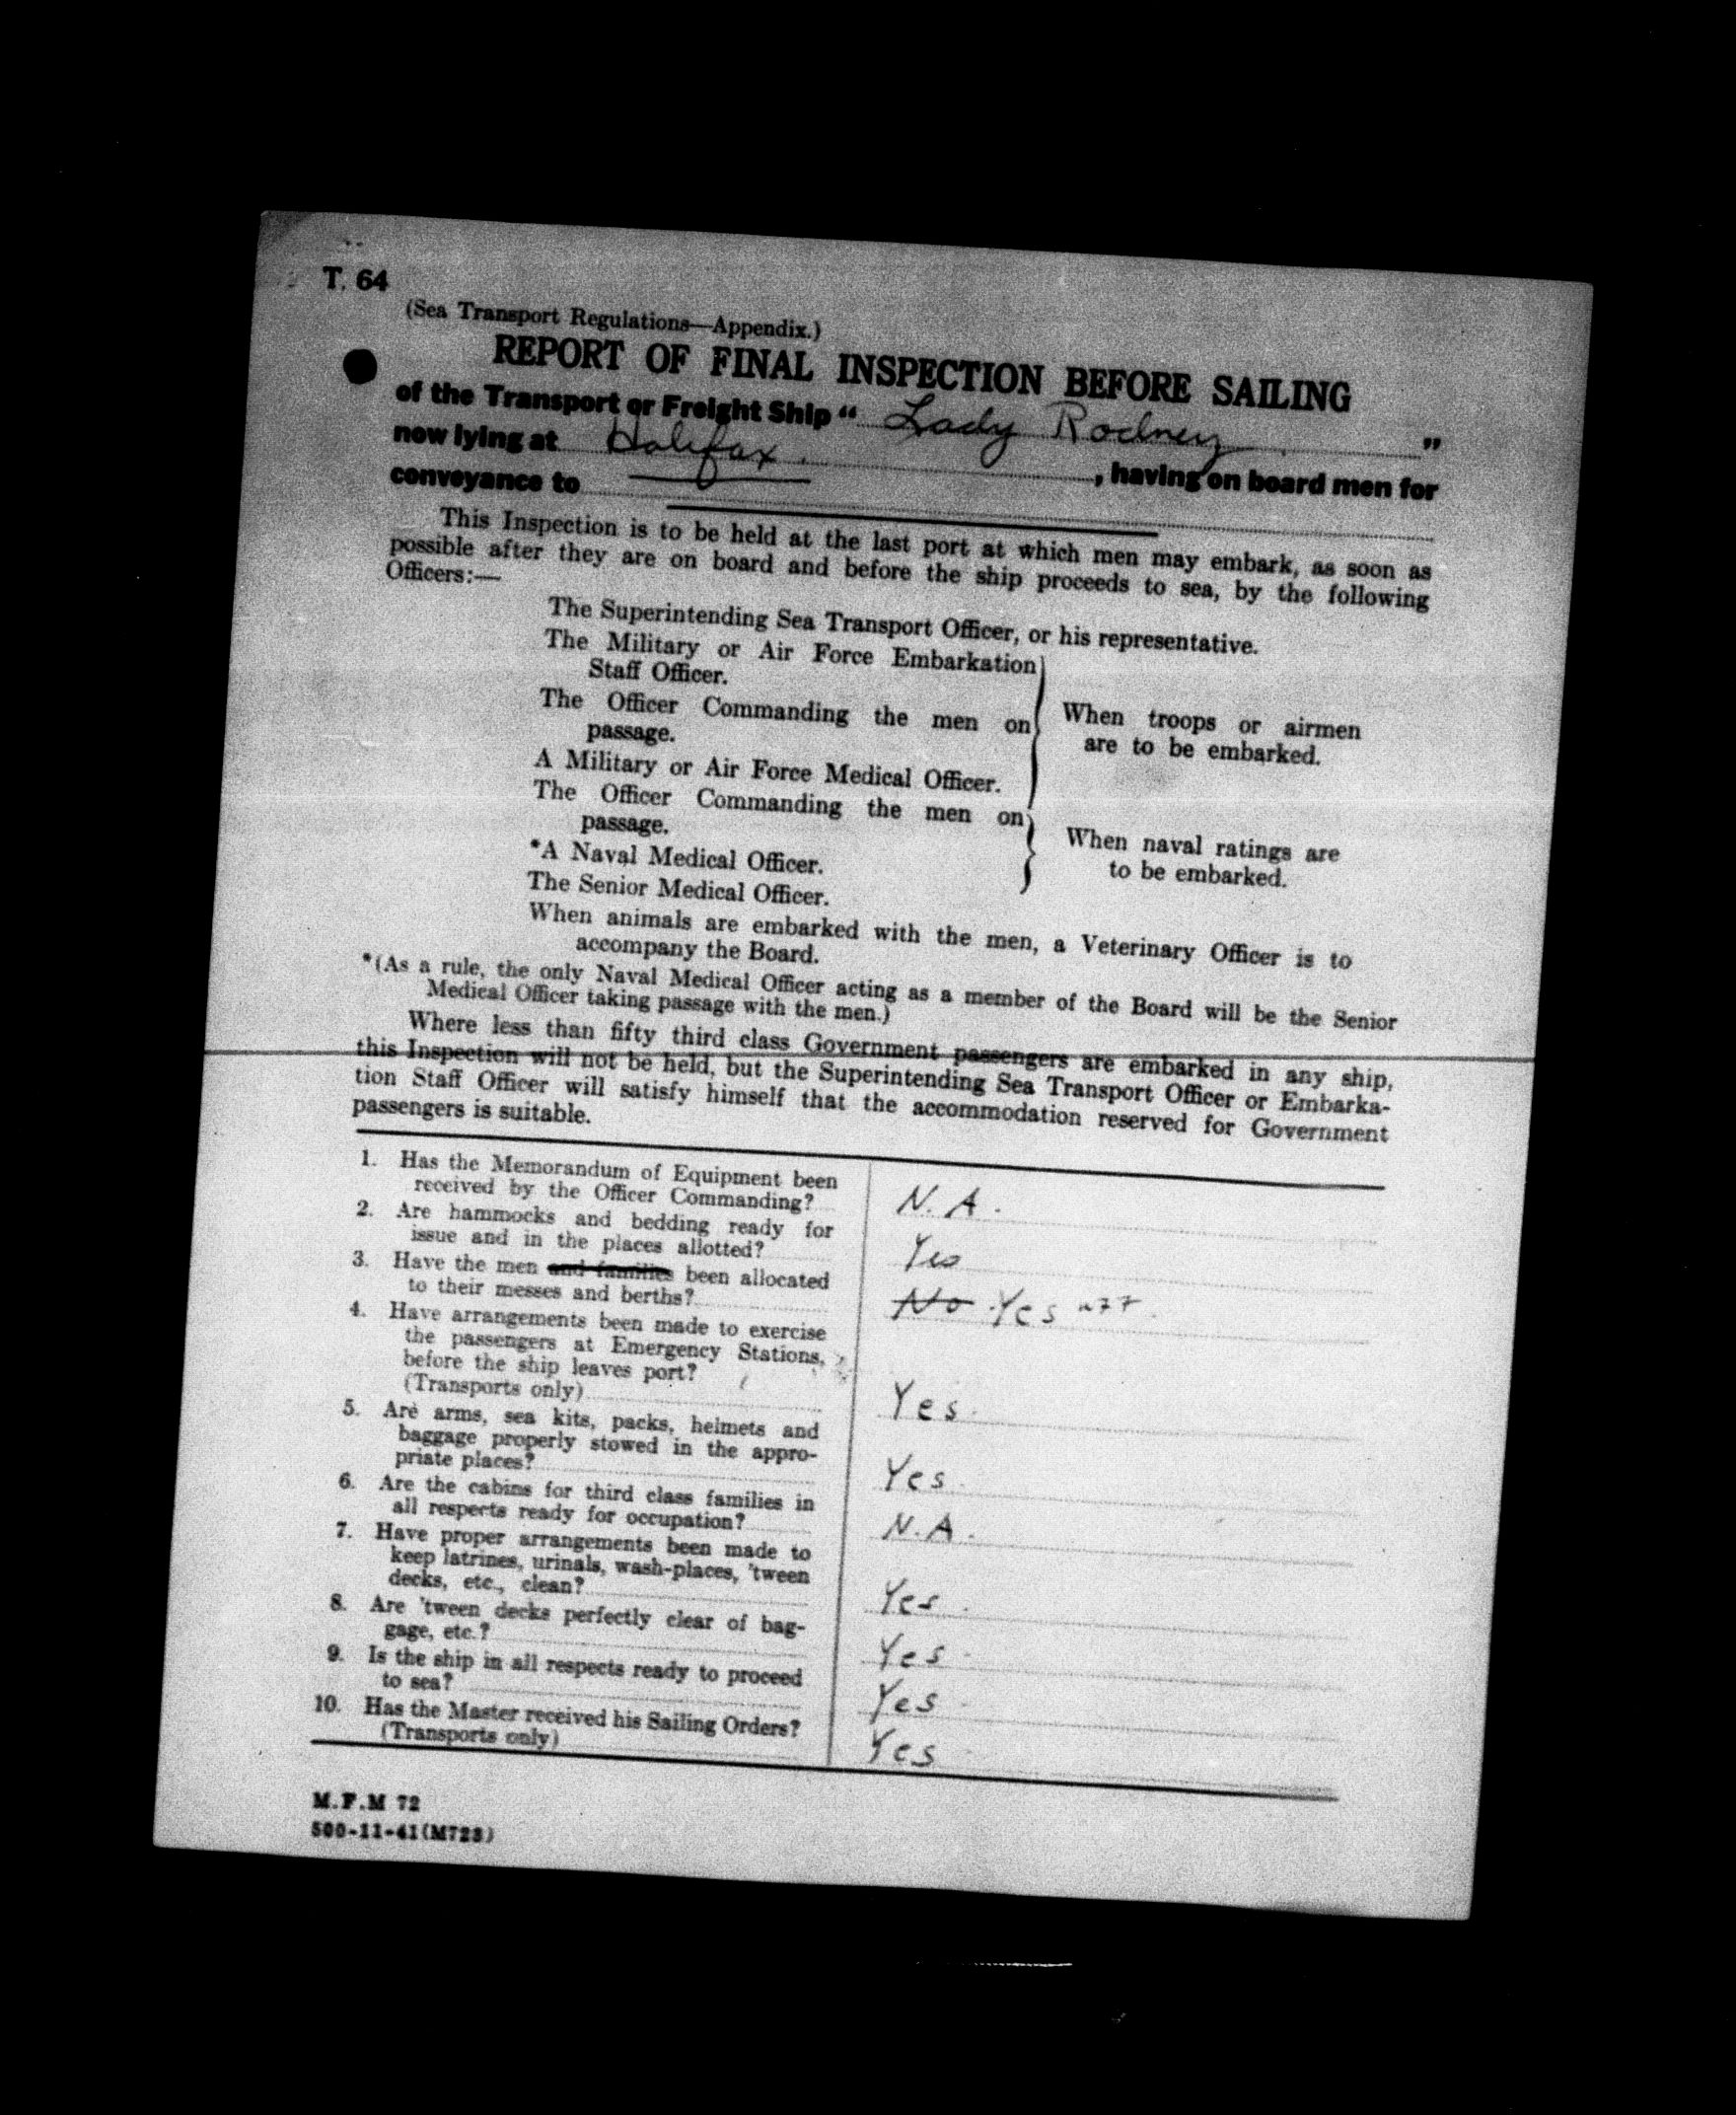 T. 64
(Sea Transport Regulations—Appendix.)
REPORT OF FINAL INSPECTION BEFORE SAILING
of the Transport or Freight Ship “ Lady Rodney ”
now lying at Halifax. , having on board men for
conveyance to
This Inspection is to be held at the last port at which men may embark, as soon as
possible after they are on board and before the ship proceeds to sea, by the following
Officers:—
The Superintending Sea Transport Officer, or his representative.
The Military or Air Force Embarkation
Staff Officer.
The Officer Commanding the men on
passage.
A Military or Air Force Medical Officer.
When troops or airmen
are to be embarked.
The Officer Commanding the men on
passage.
*A Naval Medical Officer.
The Senior Medical Officer.
When naval ratings are
to be embarked.
When animals are embarked with the men, a Veterinary Officer is to
accompany the Board.
*(As a rule, the only Naval Medical Officer acting as a member of the Board will be the Senior
Medical Officer taking passage with the men.)
Where less than fifty third class Government passengers are embarked in any ship,
this Inspection will not be held, but the Superintending Sea Transport Officer or Embarka-
tion Staff Officer will satisfy himself that the accommodation reserved for Government
passengers is suitable.
1. Has the Memorandum of Equipment been
received by the Officer Commanding? N. A.
2. Are hammocks and bedding ready for
issue and in the places allotted? Yes
3. Have the men and families been allocated
to their messes and berths? No Yes
4. Have arrangements been made to exercise
the passengers at Emergency Stations,
before the ship leaves port?
(Transports only) Yes.
5. Are arms, sea kits, packs, helmets and
baggage properly stowed in the appro-
priate places? Yes.
6. Are the cabins for third class families in
all respects ready for occupation? N. A.
7. Have proper arrangements been made to
keep latrines, urinals, wash-places, 'tween
decks, etc., clean? Yes.
8. Are 'tween decks perfectly clear of bag-
gage, etc.? Yes
9. Is the ship in all respects ready to proceed
to sea? Yes
10. Has the Master received his Sailing Orders?
(Transports only) Yes
M.F.M 72
500-11-41(M723)